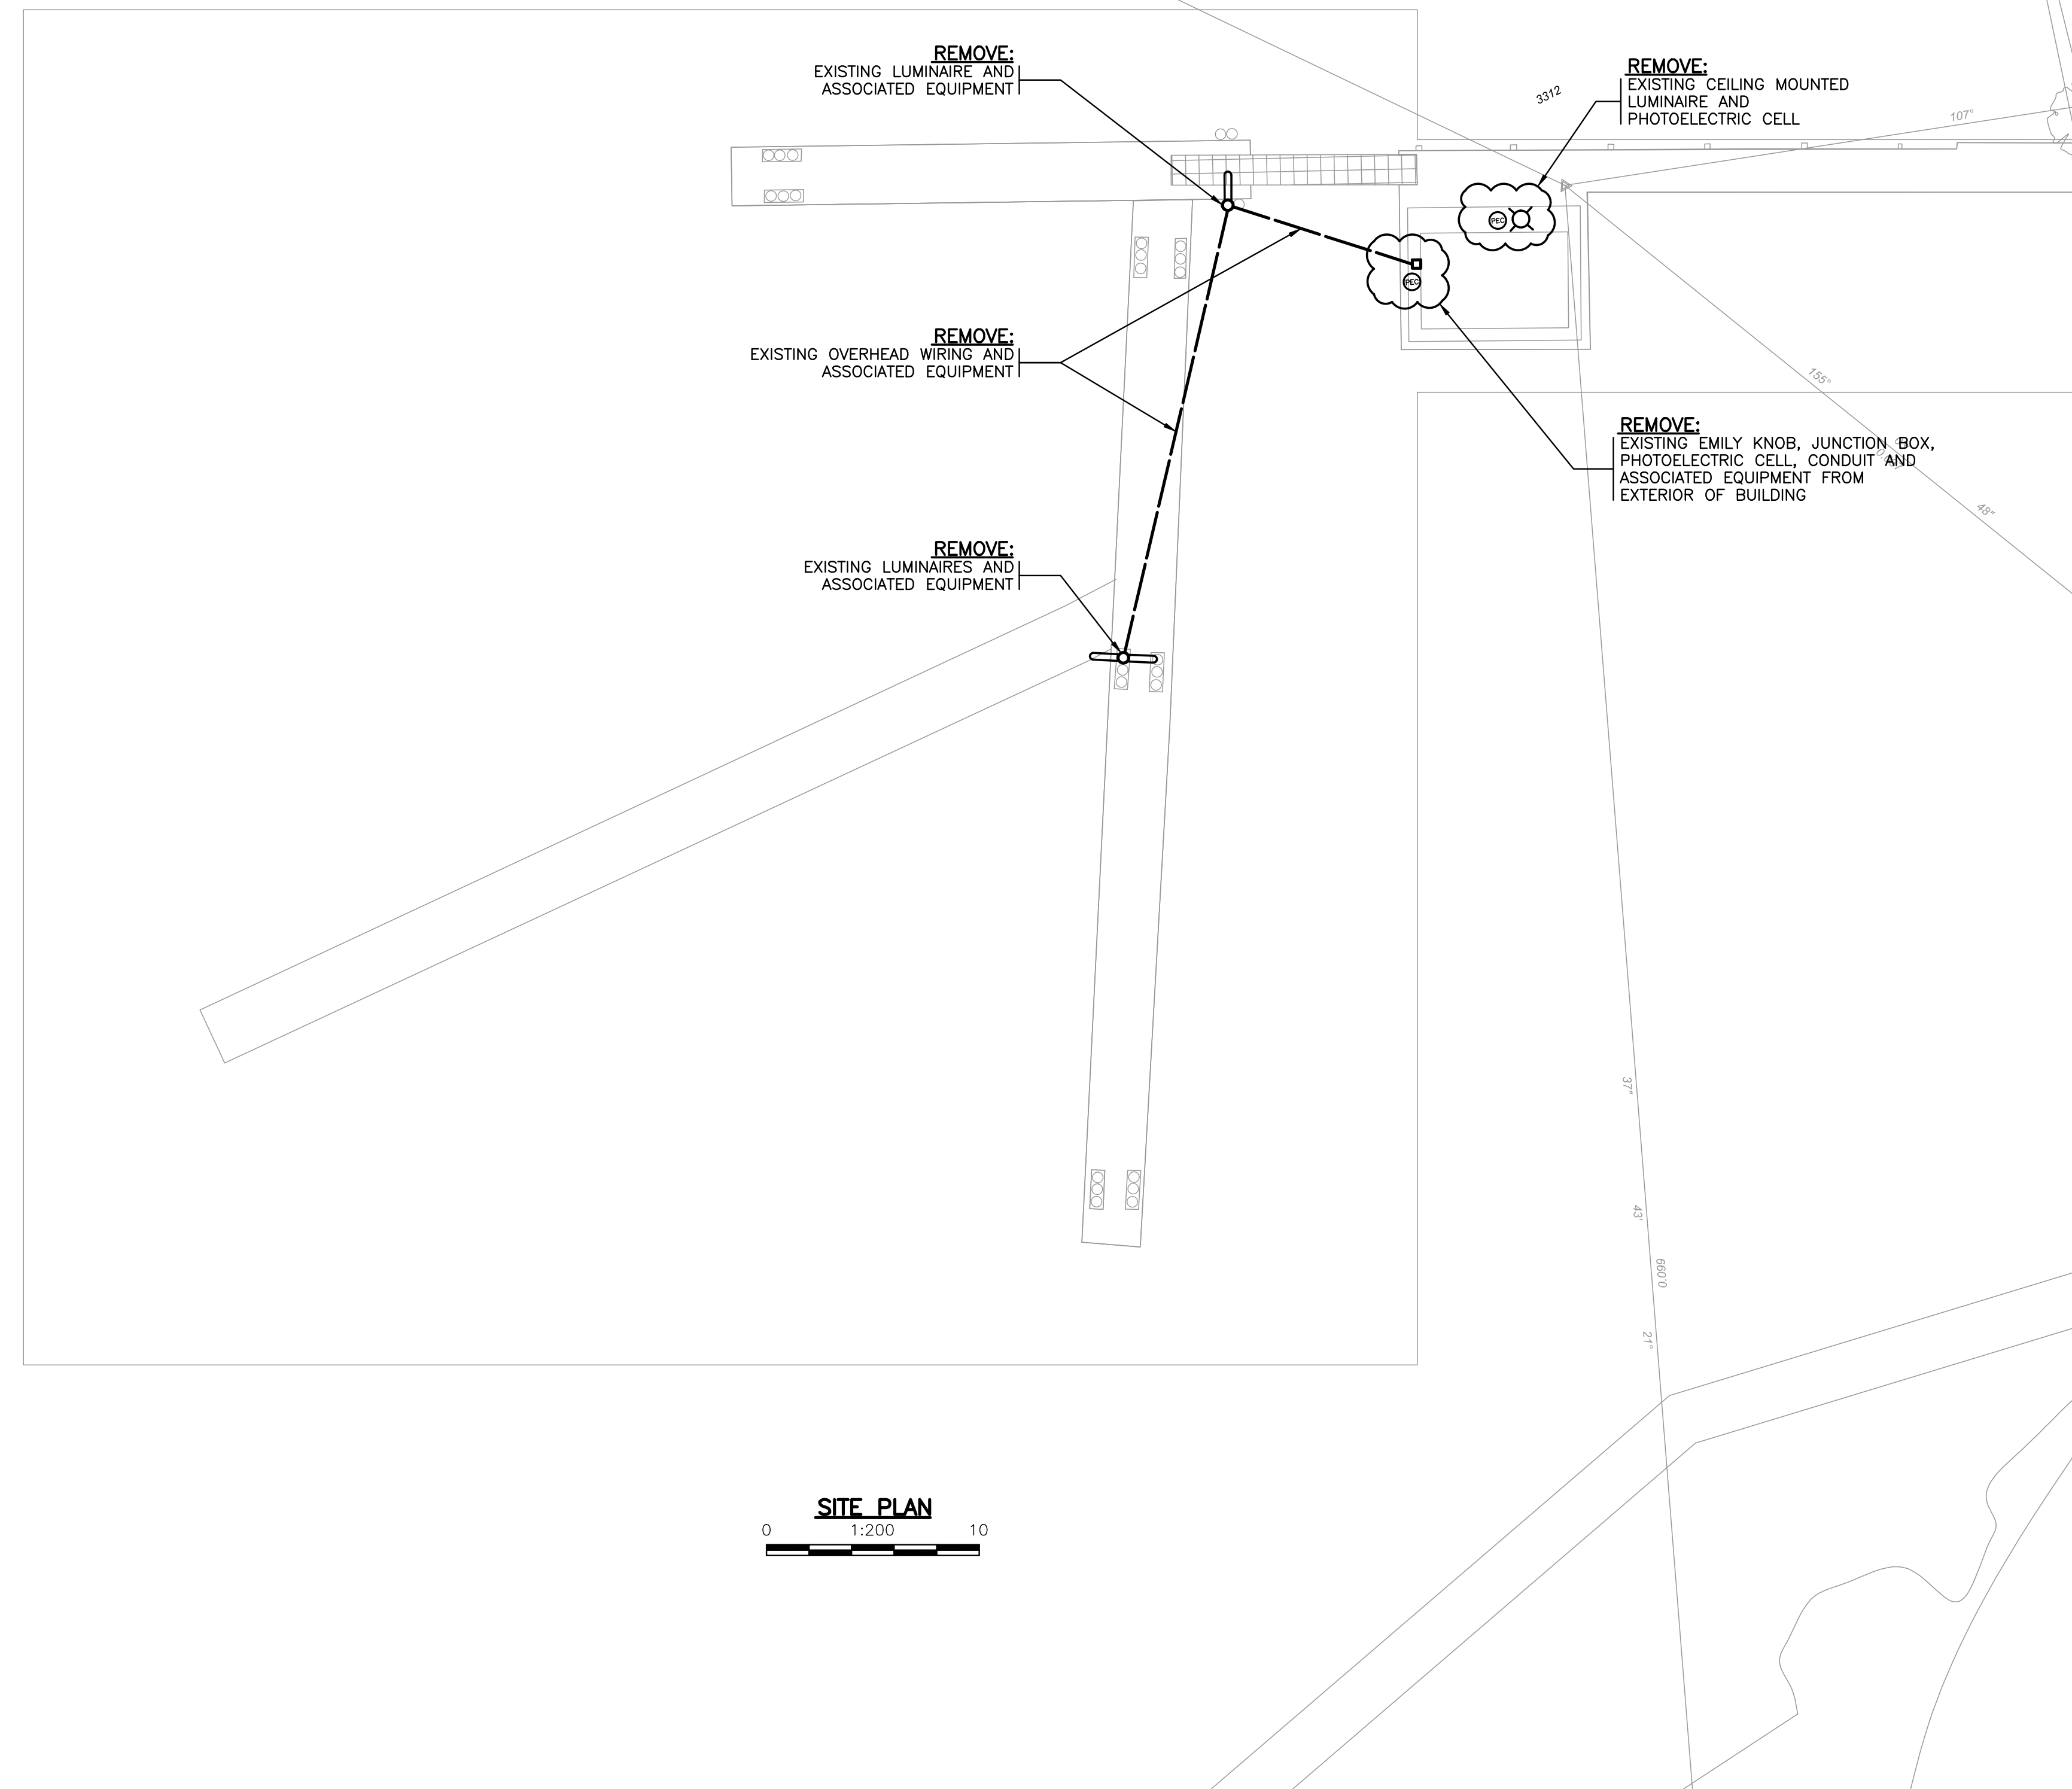 REMOVE:
EXISTING LUMINAIRE AND
ASSOCIATED EQUIPMENT
REMOVE:
EXISTING CEILING MOUNTED
LUMINAIRE AND
PHOTOELECTRIC CELL
3312
107°
PEC
PEC
REMOVE:
EXISTING OVERHEAD WIRING AND
ASSOCIATED EQUIPMENT
155°
REMOVE:
EXISTING EMILY KNOB, JUNCTION BOX,
PHOTOELECTRIC CELL, CONDUIT AND
ASSOCIATED EQUIPMENT FROM
EXTERIOR OF BUILDING
48"
REMOVE:
EXISTING LUMINAIRES AND
ASSOCIATED EQUIPMENT
37"
43'
660'0
21°
SITE PLAN
0 1:200 10